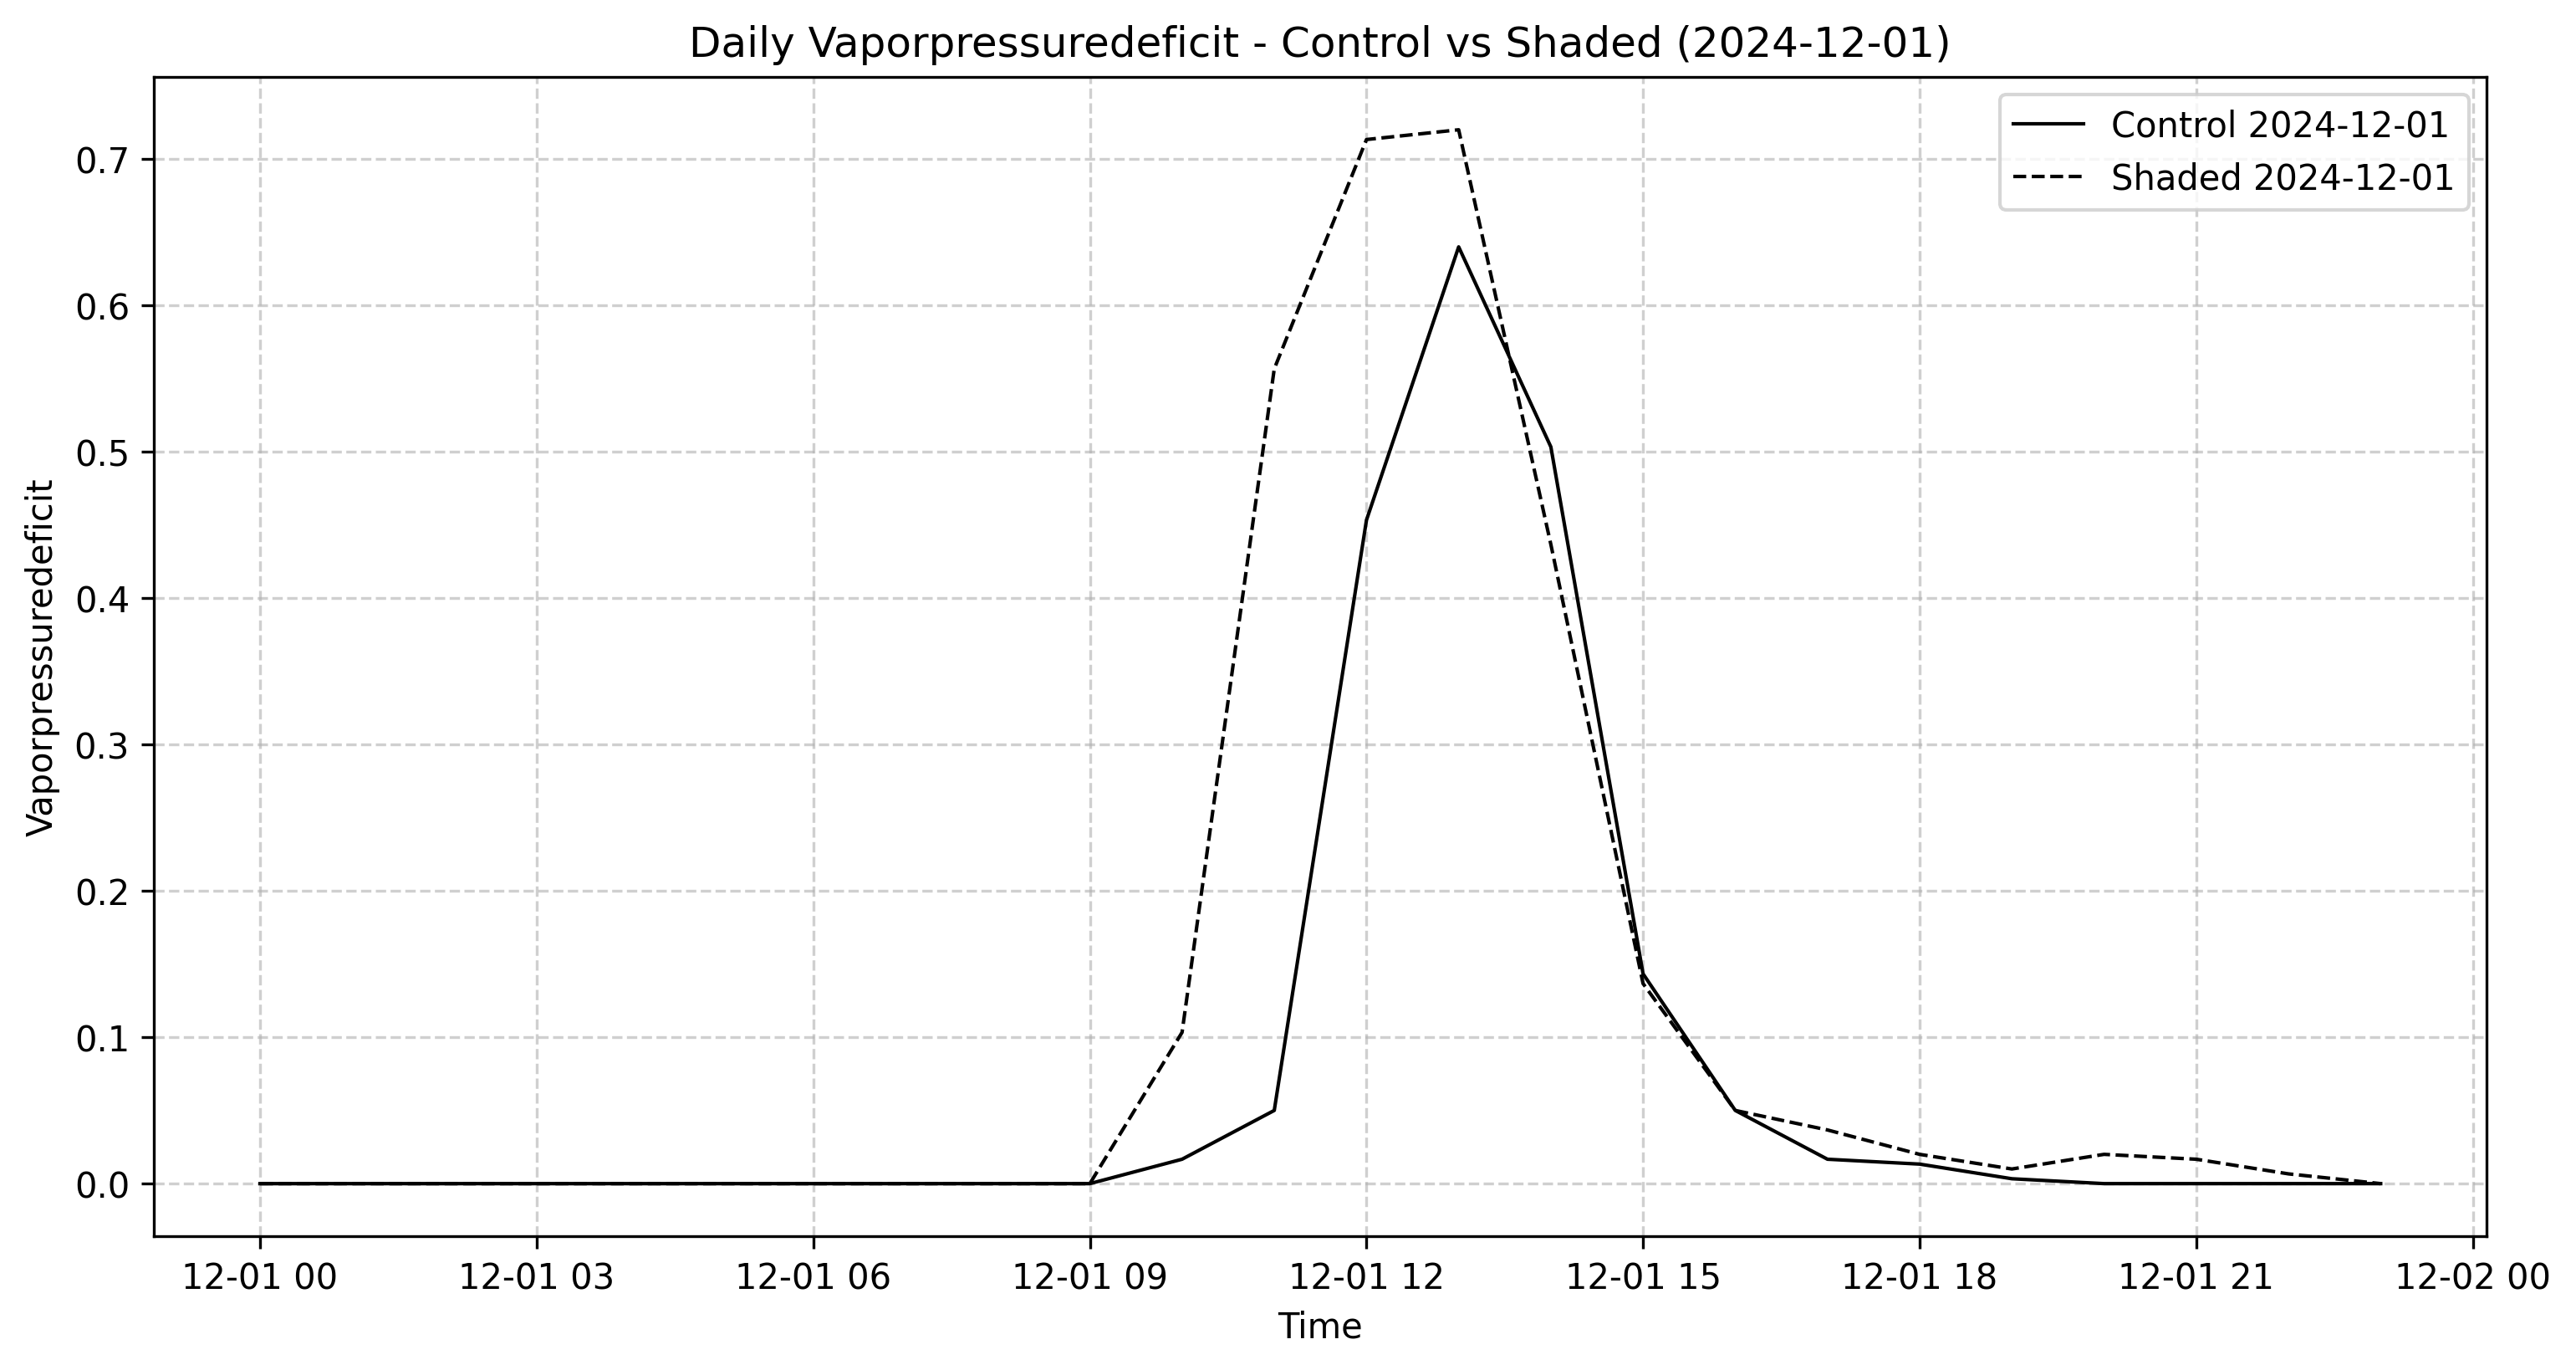 Daily Vaporpressuredeficit - Control vs Shaded (2024-12-01)
Control 2024-12-01
Shaded 2024-12-01
Vaporpressuredeficit
0.7
0.6
0.5
0.4
0.3
0.2
0.1
0.0
12-01 00 12-01 03 12-01 06 12-01 09 12-01 12 12-01 15 12-01 18 12-01 21 12-02 00
Time